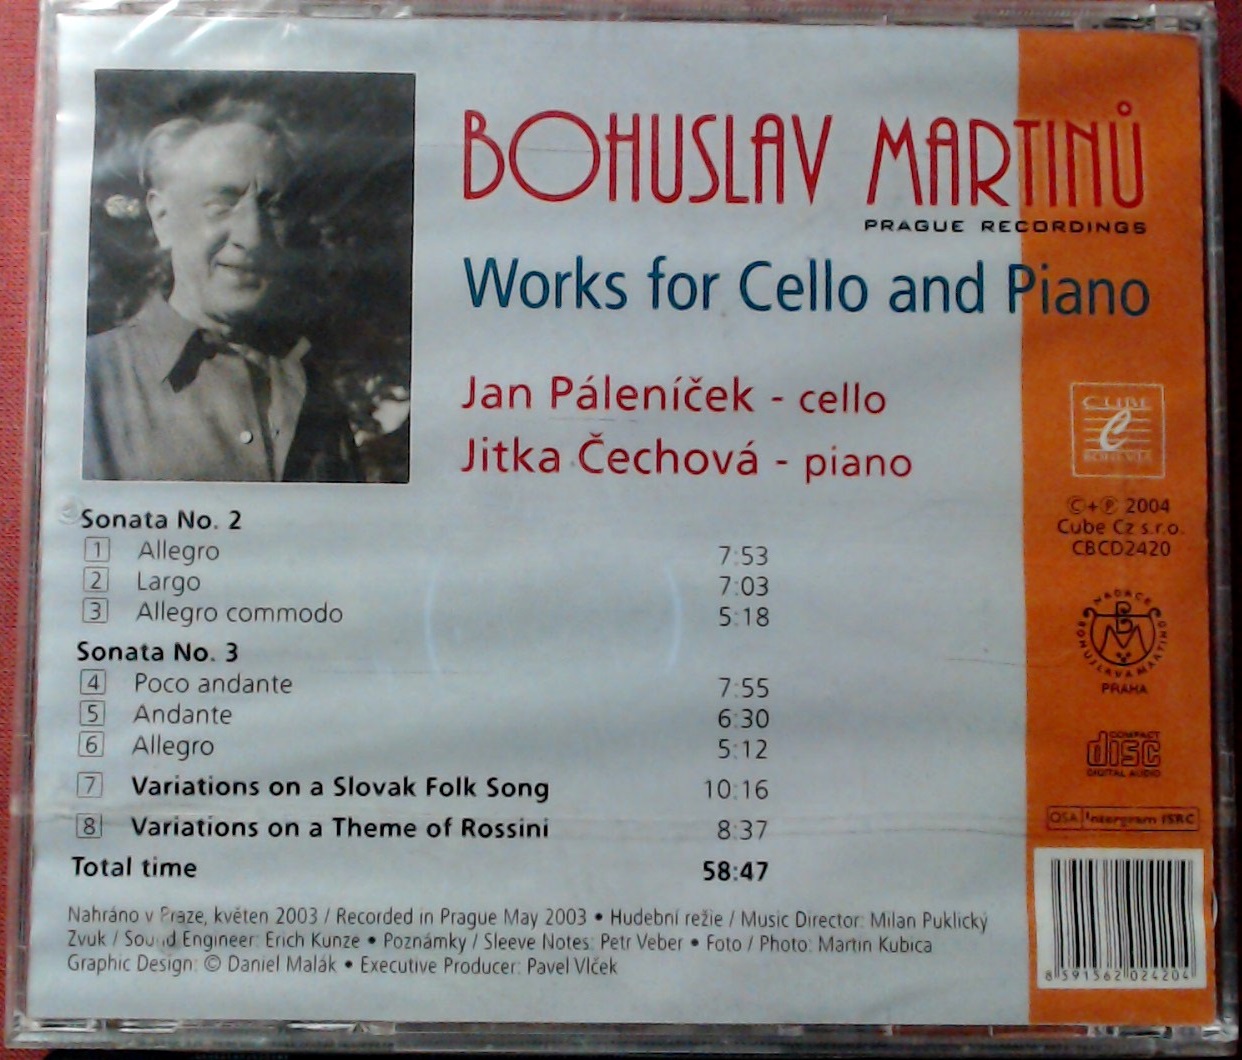 BOHUSLAV MARTINŮ
PRAGUE RECORDINGS
Works for Cello and Piano
Jan Páleníček - cello
Jitka Čechová - piano
Sonata No. 2
1 Allegro 7:53
2 Largo 7:03
3 Allegro commodo 5:18
Sonata No. 3
4 Poco andante 7:55
5 Andante 6:30
6 Allegro 5:12
7 Variations on a Slovak Folk Song 10:16
8 Variations on a Theme of Rossini 8:37
Total time 58:47
Nahráno v Praze, květen 2003 / Recorded in Prague May 2003 • Hudební režie / Music Director: Milan Puklický
Zvuk / Sound Engineer: Erich Kunze • Poznámky / Sleeve Notes: Petr Veber • Foto / Photo: Martin Kubica
Graphic Design: © Daniel Malák • Executive Producer: Pavel Vlček
CUBE
BOHEMIA
©+℗ 2004
Cube Cz s.r.o.
CBCD2420
NADACE BOHUSLAVA MARTINŮ
PRAHA
COMPACT
disc
DIGITAL AUDIO
OSA Intergram ISRC
8 591562 024204